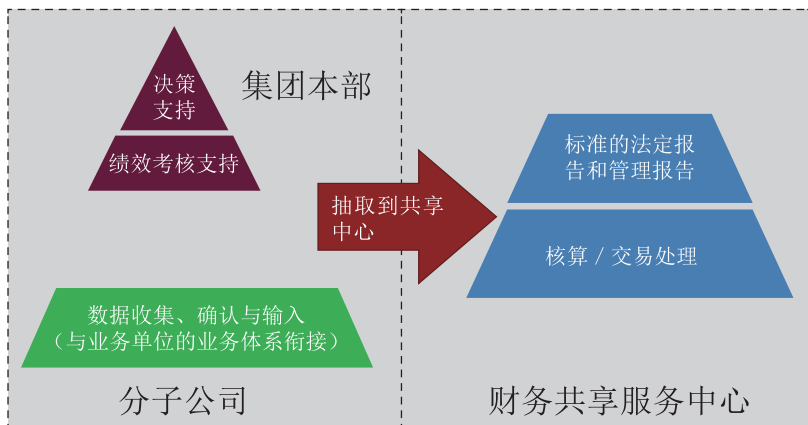 决策
支持
集团本部
绩效考核支持
抽取到共享
中心
标准的法定报
告和管理报告
核算 / 交易处理
数据收集、确认与输入
（与业务单位的业务体系衔接）
分子公司
财务共享服务中心